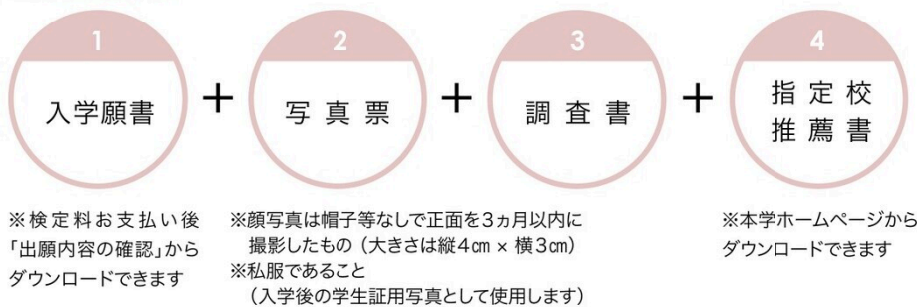 1
入学願書
+
2
写真票
+
3
調査書
+
4
指定校
推薦書
※検定料お支払い後
「出願内容の確認」から
ダウンロードできます
※顔写真は帽子等なしで正面を3ヵ月以内に
撮影したもの（大きさは縦4㎝ × 横3㎝）
※私服であること
（入学後の学生証用写真として使用します）
※本学ホームページから
ダウンロードできます